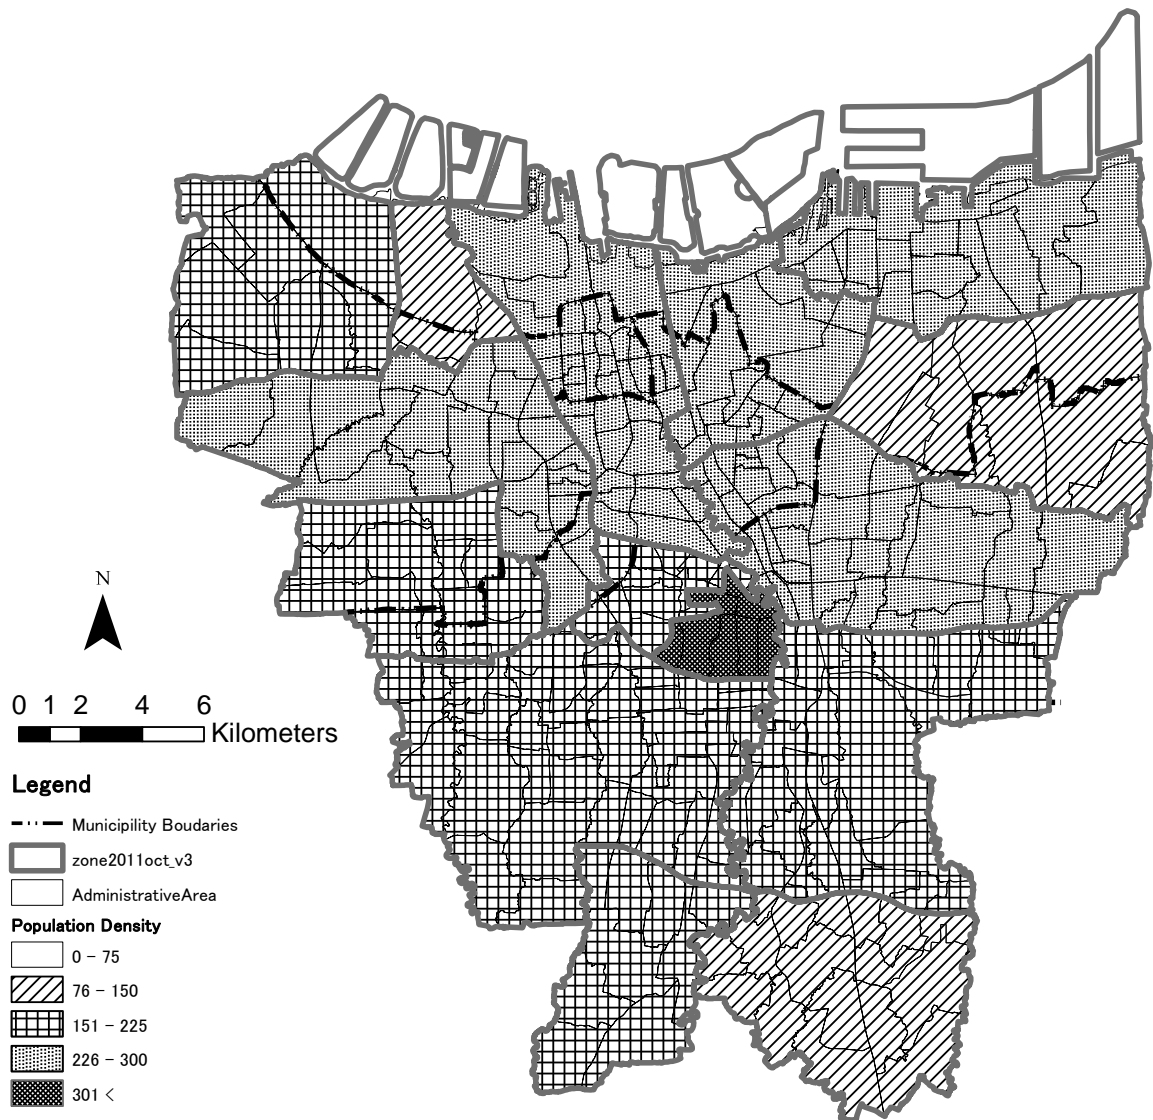 N
0 1 2 4 6
Kilometers
Legend
Municipility Boudaries
zone2011oct_v3
AdministrativeArea
Population Density
0 - 75
76 - 150
151 - 225
226 - 300
301 <